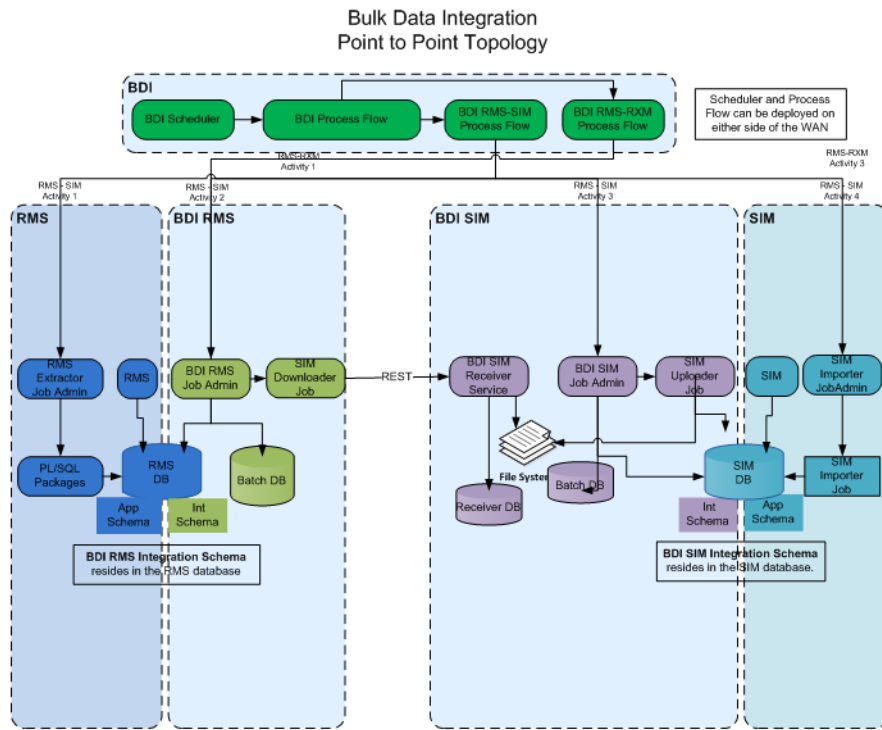 Bulk Data Integration
Point to Point Topology
BDI
BDI Scheduler
BDI Process Flow
BDI RMS-SIM
Process Flow
BDI RMS-RXM
Process Flow
Scheduler and Process
Flow can be deployed on
either side of the WAN
RMS-RXM
Activity 1
RMS-RXM
Activity 3
RMS - SIM
Activity 1
RMS - SIM
Activity 2
RMS - SIM
Activity 3
RMS - SIM
Activity 4
RMS
BDI RMS
BDI SIM
SIM
RMS
Extractor
Job Admin
RMS
BDI RMS
Job Admin
SIM
Downloader
Job
REST
BDI SIM
Receiver
Service
BDI SIM
Job Admin
SIM
Uploader
Job
SIM
SIM
Importer
JobAdmin
PL/SQL
Packages
RMS
DB
Batch DB
File System
Receiver DB
Batch DB
SIM
DB
SIM
Importer
Job
App
Schema
Int
Schema
Int
Schema
App
Schema
BDI RMS Integration Schema
resides in the RMS database
BDI SIM Integration Schema
resides in the SIM database.